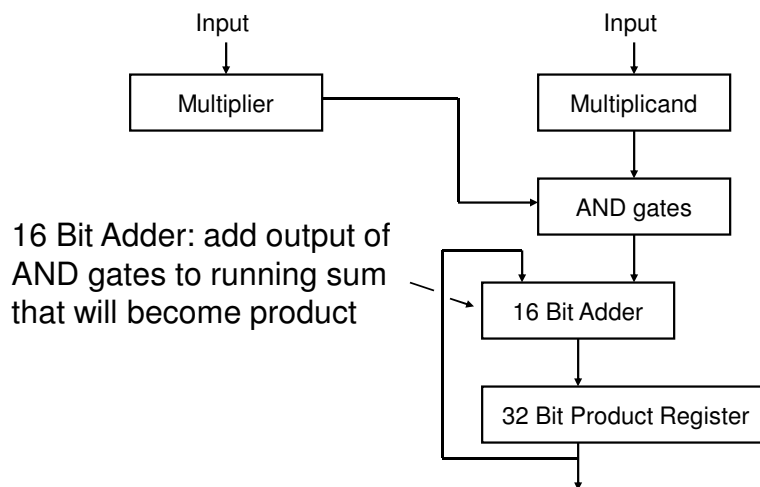 Input
Input
Multiplier
Multiplicand
AND gates
16 Bit Adder: add output of
AND gates to running sum
that will become product
16 Bit Adder
32 Bit Product Register